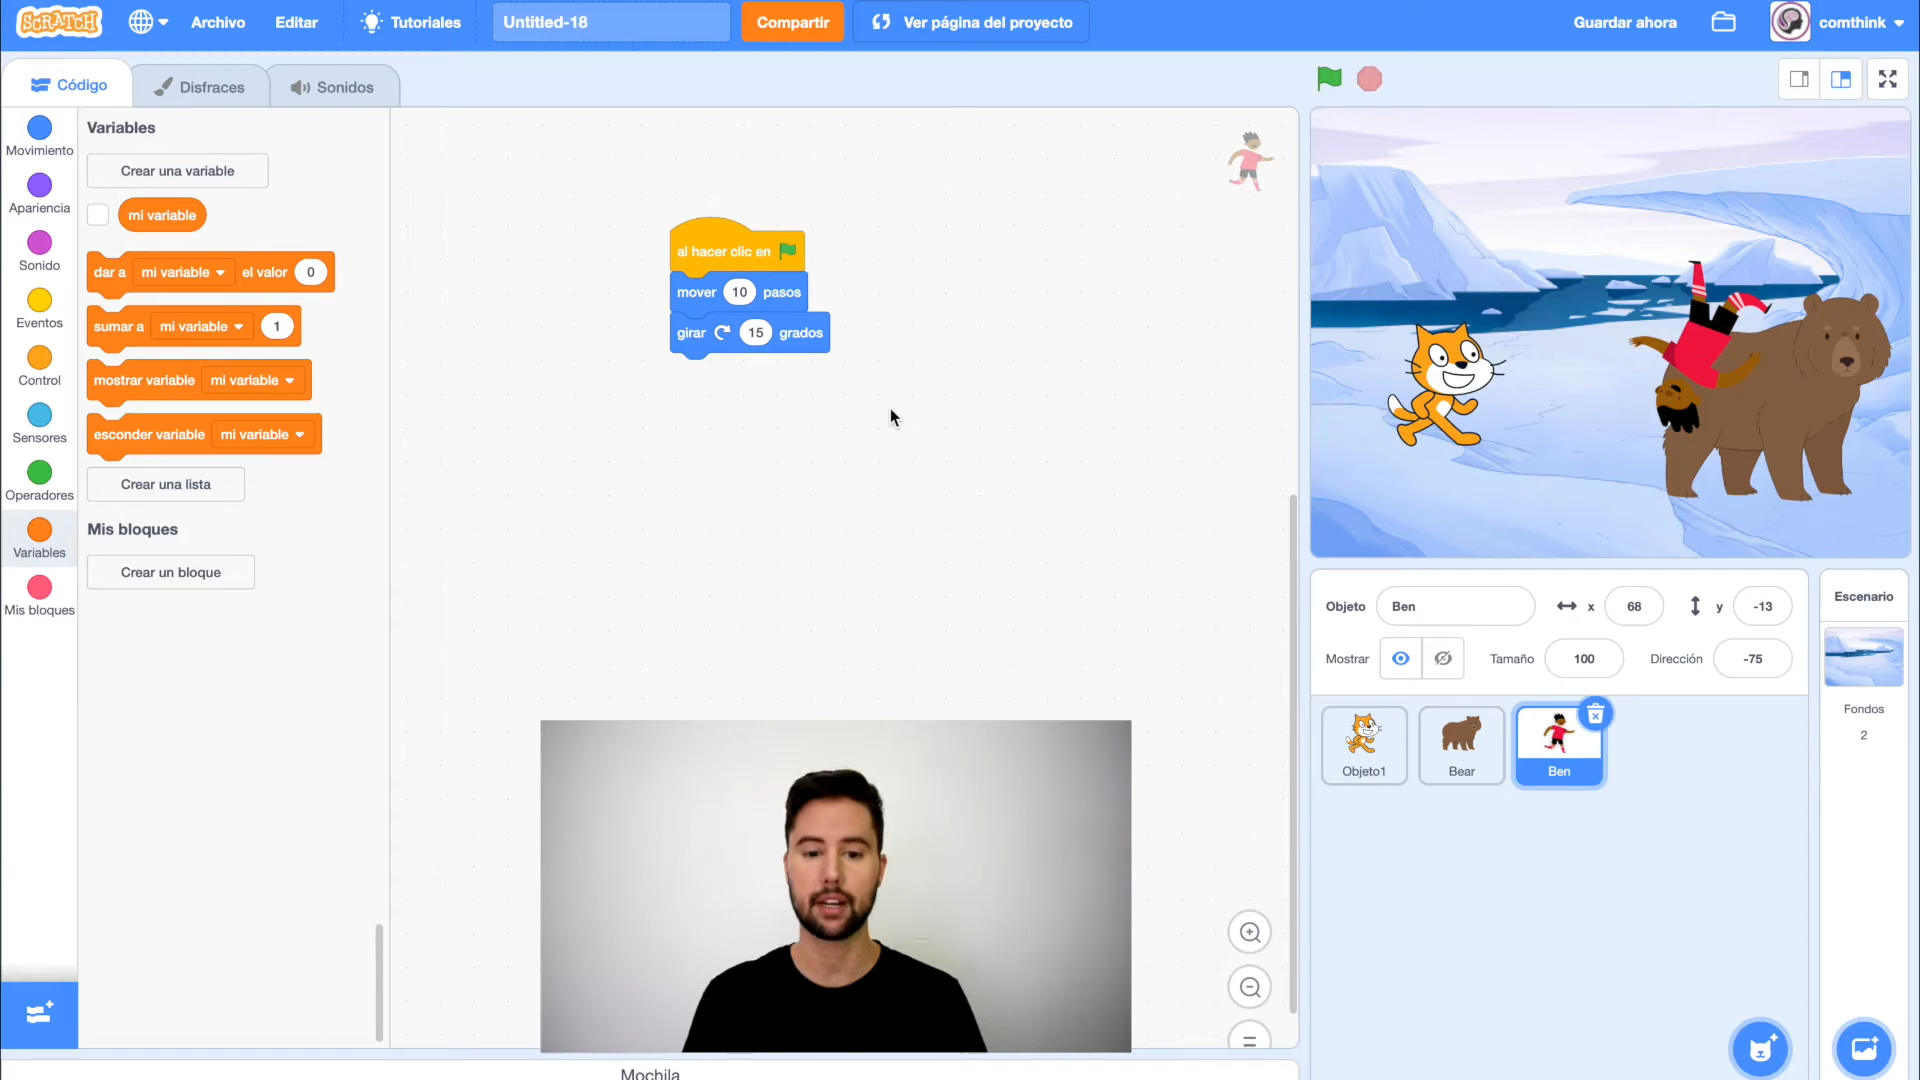 SCRATCH
Archivo
Editar
Tutoriales
Untitled-18
Compartir
Ver página del proyecto
Guardar ahora
comthink
Código
Disfraces
Sonidos
Movimiento
Apariencia
Sonido
Eventos
Control
Sensores
Operadores
Variables
Mis bloques
Variables
Crear una variable
mi variable
dar a mi variable el valor 0
sumar a mi variable 1
mostrar variable mi variable
esconder variable mi variable
Crear una lista
Mis bloques
Crear un bloque
al hacer clic en
mover 10 pasos
girar 15 grados
Mochila
Objeto Ben x 68 y -13
Mostrar Tamaño 100 Dirección -75
Objeto1
Bear
Ben
Escenario
Fondos
2